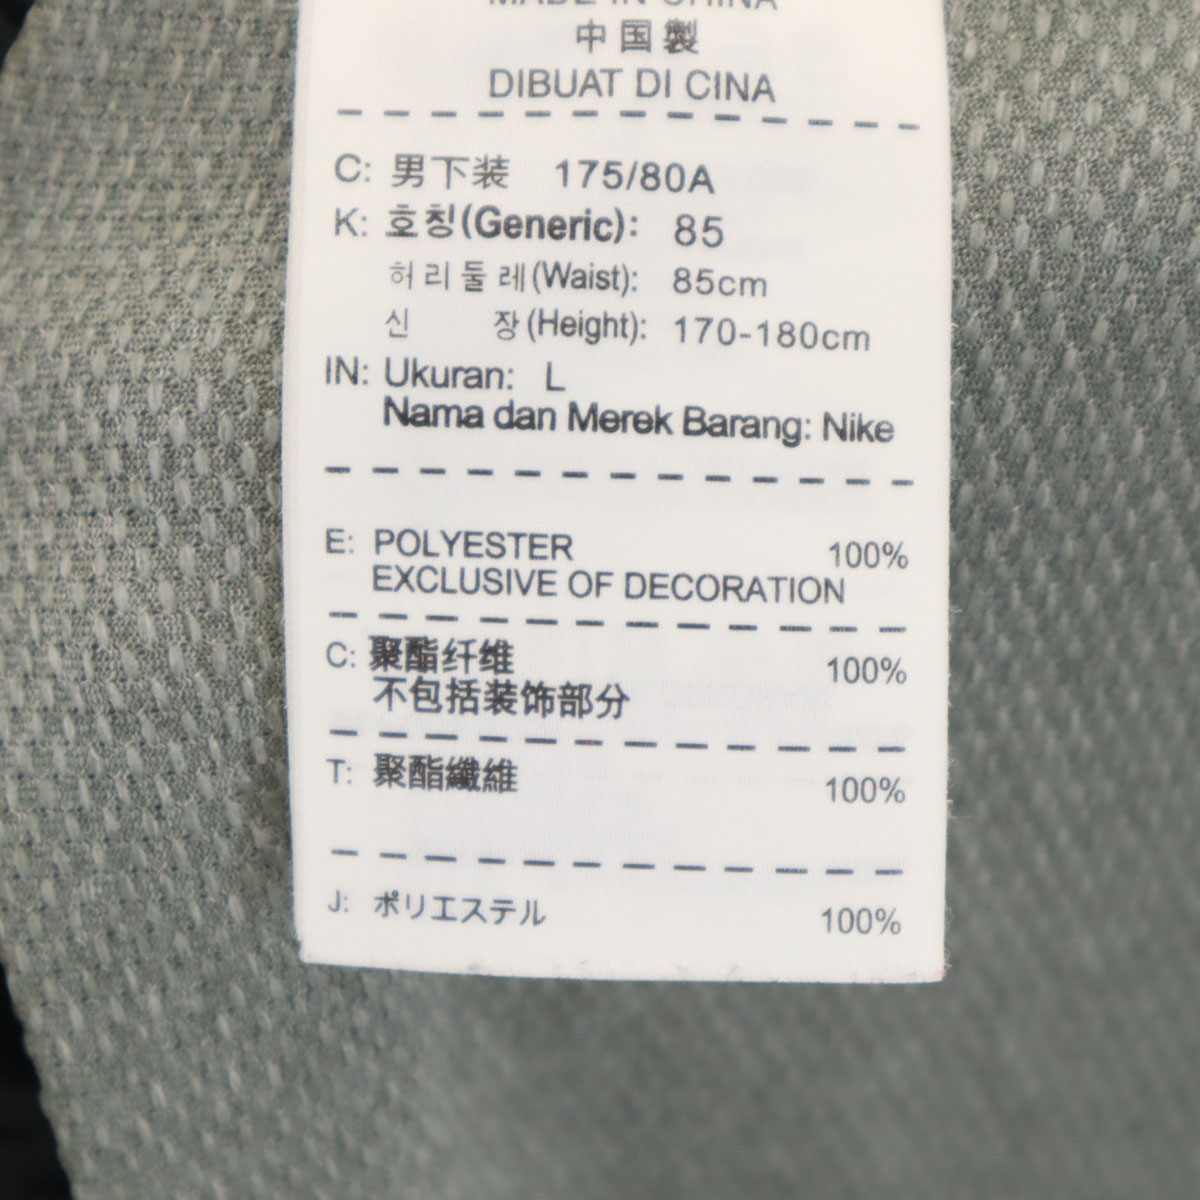 MADE IN CHINA
中国製
DIBUAT DI CINA
C: 男下装 175/80A
K: 호칭(Generic): 85
허리둘레(Waist): 85cm
신 장(Height): 170-180cm
IN: Ukuran: L
Nama dan Merek Barang: Nike
E: POLYESTER 100%
EXCLUSIVE OF DECORATION
C: 聚酯纤维 100%
不包括装饰部分
T: 聚酯纖維 100%
J: ポリエステル 100%